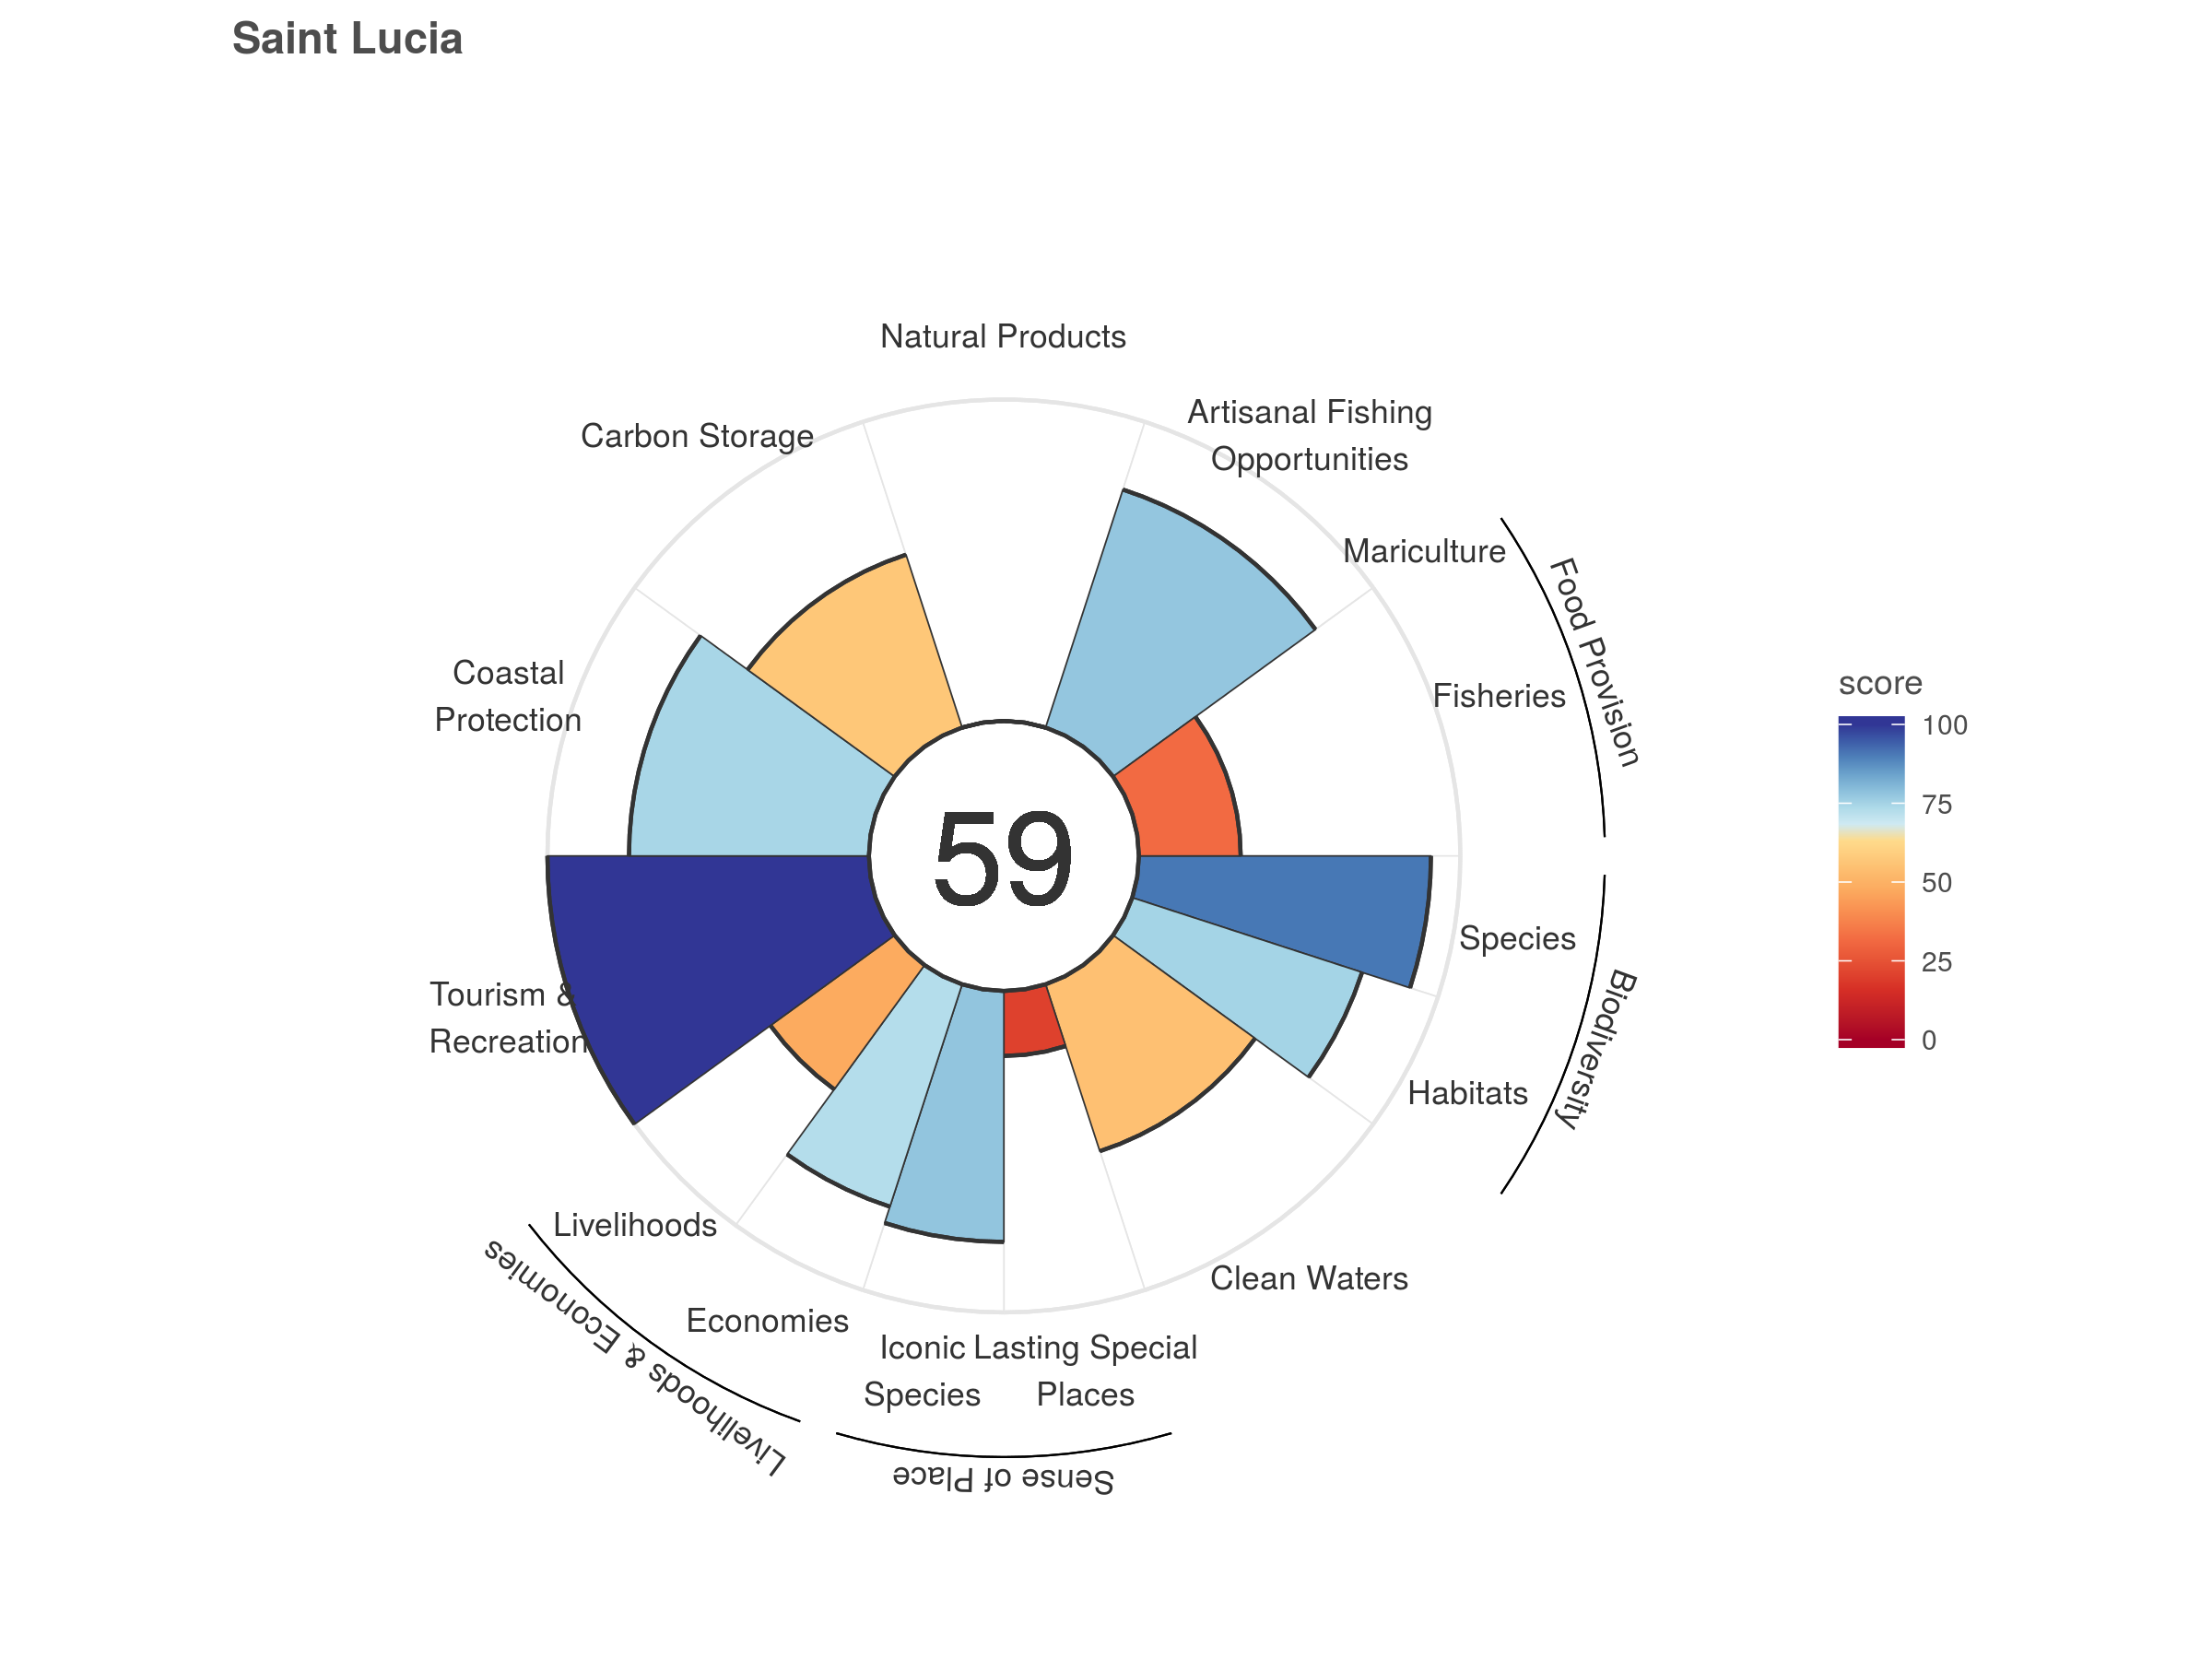 Saint Lucia
Natural Products
Artisanal Fishing
Opportunities
Carbon Storage
Mariculture
Food Provision
Fisheries
Coastal
Protection
score
100
75
50
25
0
59
Species
Biodiversity
Tourism &
Recreation
Habitats
Livelihoods
Clean Waters
Economies
Livelihoods & Economies
Iconic
Species
Lasting Special
Places
Sense of Place